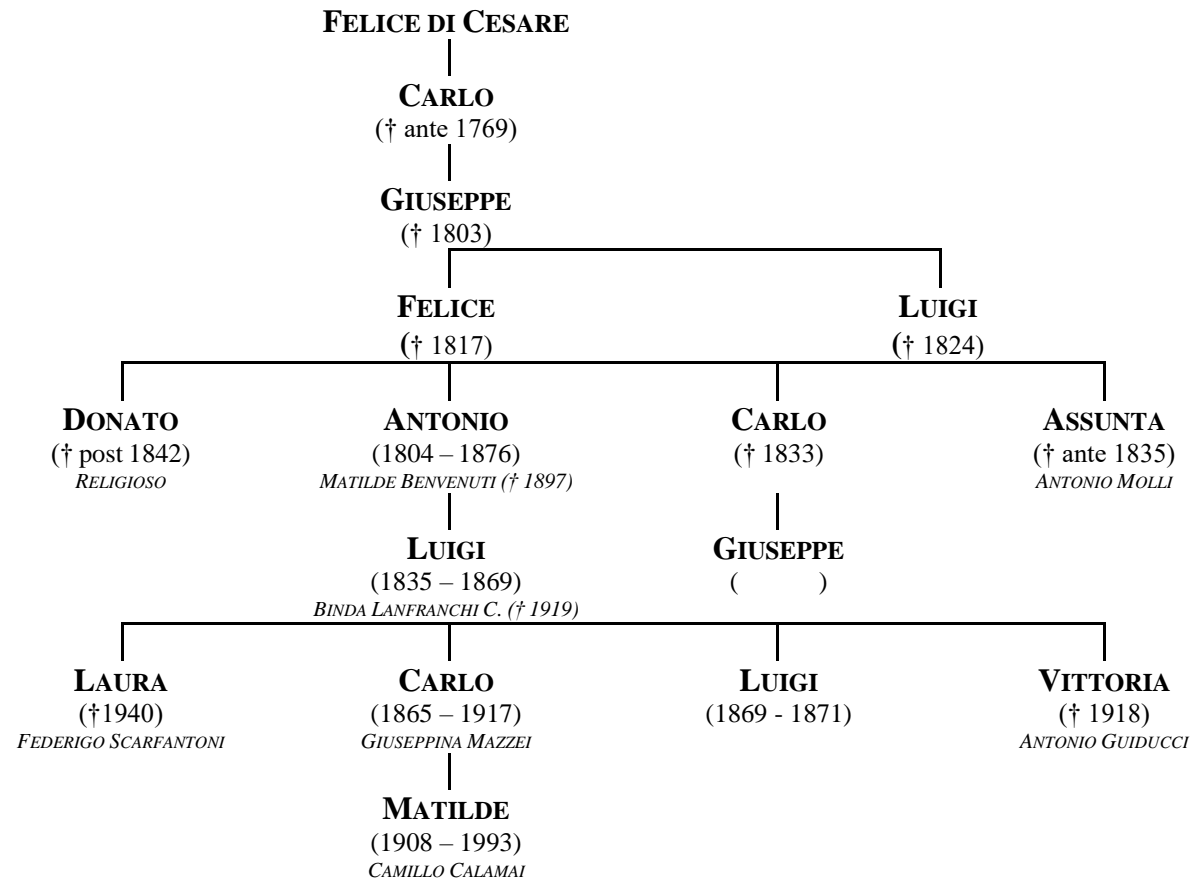 FELICE DI CESARE
CARLO
(† ante 1769)
GIUSEPPE
(† 1803)
FELICE
(† 1817)
LUIGI
(† 1824)
DONATO
(† post 1842)
RELIGIOSO
ANTONIO
(1804 – 1876)
MATILDE BENVENUTI († 1897)
CARLO
(† 1833)
ASSUNTA
(† ante 1835)
ANTONIO MOLLI
LUIGI
(1835 – 1869)
BINDA LANFRANCHI C. († 1919)
GIUSEPPE
( )
LAURA
(†1940)
FEDERIGO SCARFANTONI
CARLO
(1865 – 1917)
GIUSEPPINA MAZZEI
LUIGI
(1869 - 1871)
VITTORIA
(† 1918)
ANTONIO GUIDUCCI
MATILDE
(1908 – 1993)
CAMILLO CALAMAI